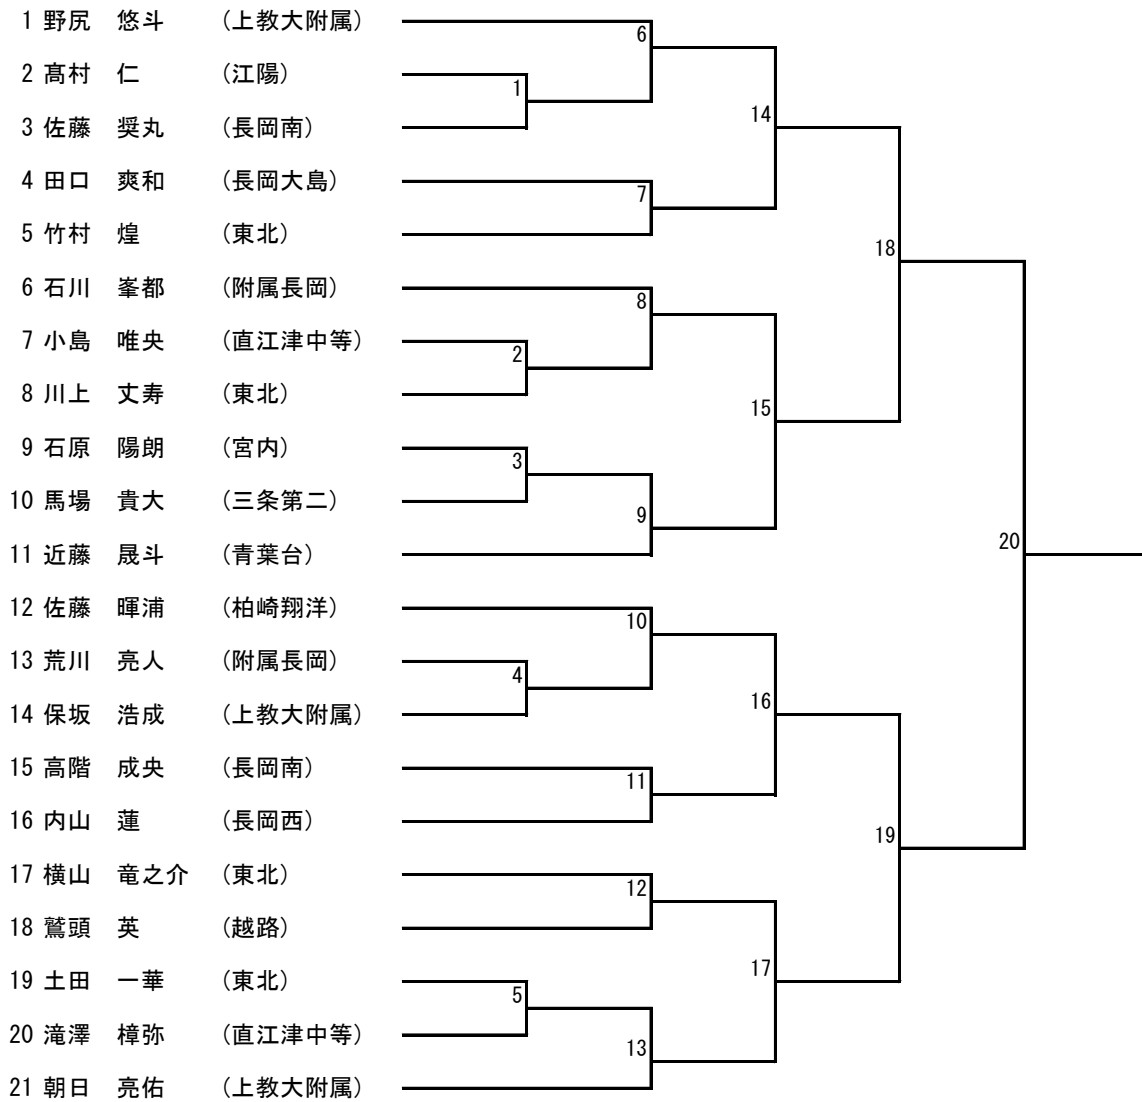 1 野尻 悠斗 (上教大附属)
6
2 髙村 仁 (江陽)
1
14
3 佐藤 奨丸 (長岡南)
4 田口 爽和 (長岡大島)
7
5 竹村 煌 (東北)
18
6 石川 峯都 (附属長岡)
8
7 小島 唯央 (直江津中等)
2
8 川上 丈寿 (東北)
15
9 石原 陽朗 (宮内)
3
10 馬場 貴大 (三条第二)
9
11 近藤 晟斗 (青葉台)
20
12 佐藤 暉浦 (柏崎翔洋)
10
13 荒川 亮人 (附属長岡)
4
16
14 保坂 浩成 (上教大附属)
15 高階 成央 (長岡南)
11
16 内山 蓮 (長岡西)
19
17 横山 竜之介 (東北)
12
18 鷲頭 英 (越路)
17
19 土田 一華 (東北)
5
20 滝澤 樟弥 (直江津中等)
13
21 朝日 亮佑 (上教大附属)